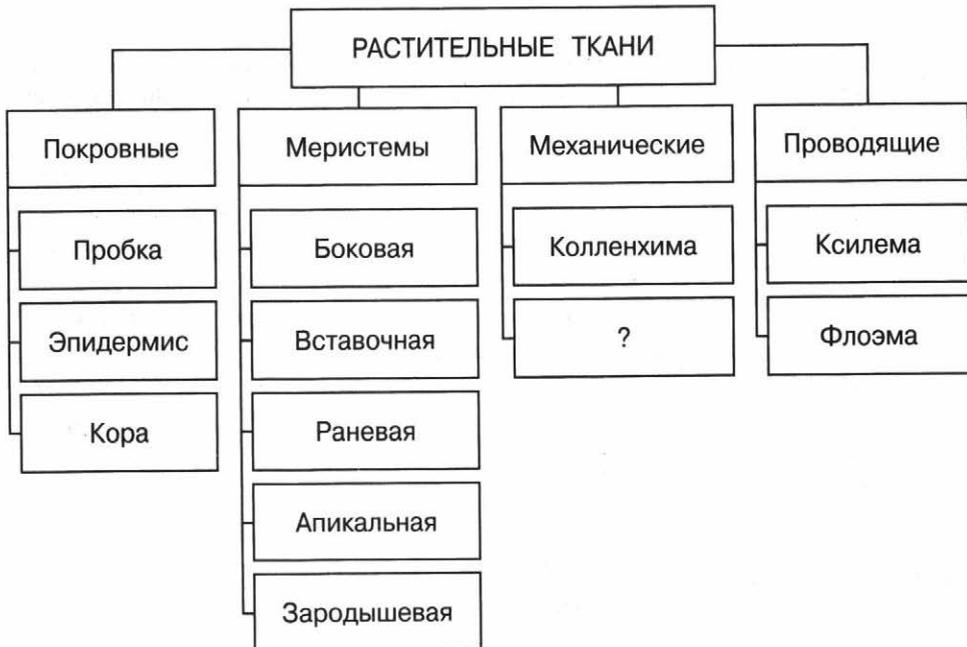 РАСТИТЕЛЬНЫЕ ТКАНИ
Покровные
Пробка
Эпидермис
Кора
Меристемы
Боковая
Вставочная
Раневая
Апикальная
Зародышевая
Механические
Колленхима
?
Проводящие
Ксилема
Флоэма